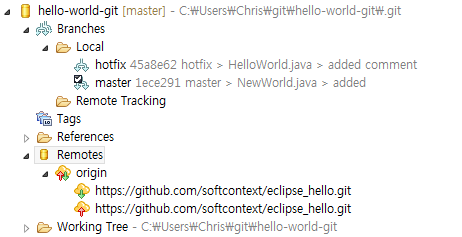 hello-world-git [master] - C:₩Users₩Chris₩git₩hello-world-git₩.git
Branches
Local
hotfix 45a8e62 hotfix > HelloWorld.java > added comment
master 1ece291 master > NewWorld.java > added
Remote Tracking
Tags
References
Remotes
origin
https://github.com/softcontext/eclipse_hello.git
https://github.com/softcontext/eclipse_hello.git
Working Tree - C:₩Users₩Chris₩git₩hello-world-git